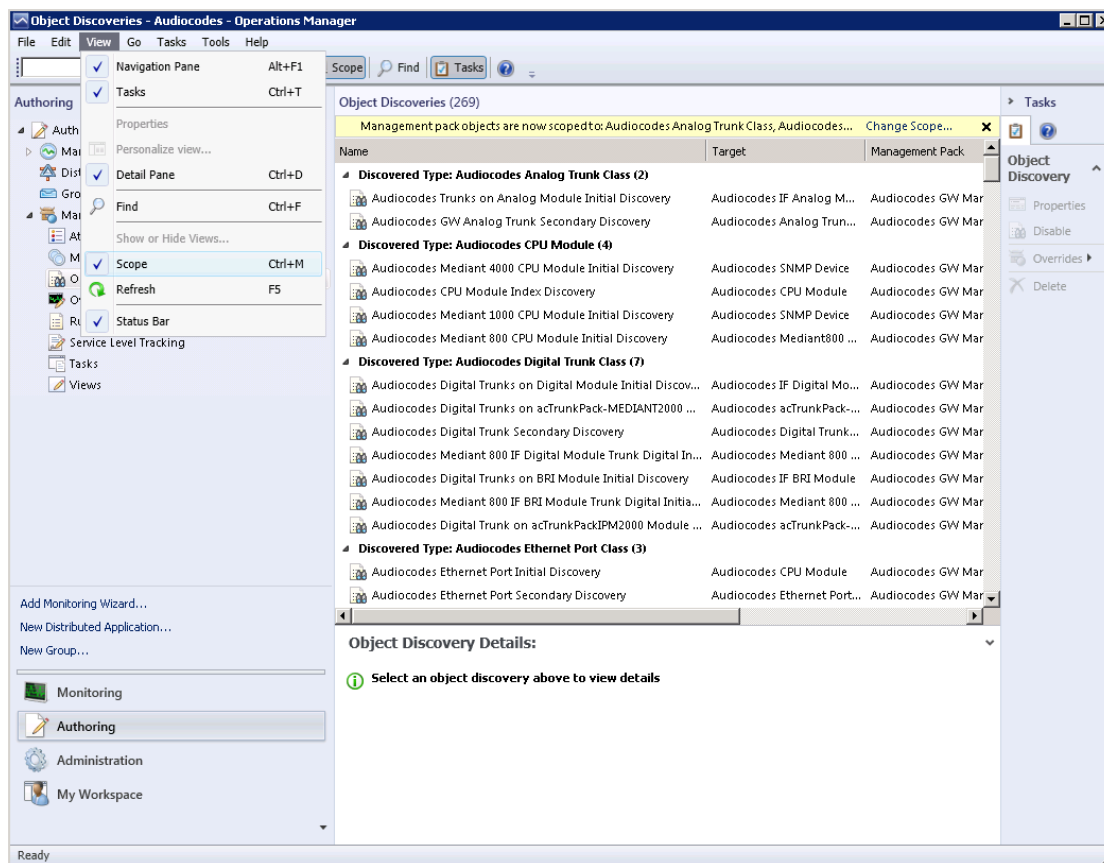 Object Discoveries - Audiocodes - Operations Manager
File Edit View Go Tasks Tools Help
Navigation Pane Alt+F1
Tasks Ctrl+T
Properties
Personalize view...
Detail Pane Ctrl+D
Find Ctrl+F
Show or Hide Views...
Scope Ctrl+M
Refresh F5
Status Bar
Scope Find Tasks
Authoring
Auth
Mar
Dist
Gro
Mar
At
M
O
O
Ru
Service Level Tracking
Tasks
Views
Add Monitoring Wizard...
New Distributed Application...
New Group...
Monitoring
Authoring
Administration
My Workspace
Object Discoveries (269)
Management pack objects are now scoped to: Audiocodes Analog Trunk Class, Audiocodes... Change Scope...
Name Target Management Pack
Discovered Type: Audiocodes Analog Trunk Class (2)
Audiocodes Trunks on Analog Module Initial Discovery Audiocodes IF Analog M... Audiocodes GW Mar
Audiocodes GW Analog Trunk Secondary Discovery Audiocodes Analog Trun... Audiocodes GW Mar
Discovered Type: Audiocodes CPU Module (4)
Audiocodes Mediant 4000 CPU Module Initial Discovery Audiocodes SNMP Device Audiocodes GW Mar
Audiocodes CPU Module Index Discovery Audiocodes CPU Module Audiocodes GW Mar
Audiocodes Mediant 1000 CPU Module Initial Discovery Audiocodes SNMP Device Audiocodes GW Mar
Audiocodes Mediant 800 CPU Module Initial Discovery Audiocodes Mediant800 ... Audiocodes GW Mar
Discovered Type: Audiocodes Digital Trunk Class (7)
Audiocodes Digital Trunks on Digital Module Initial Discov... Audiocodes IF Digital Mo... Audiocodes GW Mar
Audiocodes Digital Trunks on acTrunkPack-MEDIANT2000 ... Audiocodes acTrunkPack-... Audiocodes GW Mar
Audiocodes Digital Trunk Secondary Discovery Audiocodes Digital Trunk... Audiocodes GW Mar
Audiocodes Mediant 800 IF Digital Module Trunk Digital In... Audiocodes Mediant 800 ... Audiocodes GW Mar
Audiocodes Digital Trunks on BRI Module Initial Discovery Audiocodes IF BRI Module Audiocodes GW Mar
Audiocodes Mediant 800 IF BRI Module Trunk Digital Initia... Audiocodes Mediant 800 ... Audiocodes GW Mar
Audiocodes Digital Trunk on acTrunkPackIPM2000 Module ... Audiocodes acTrunkPack-... Audiocodes GW Mar
Discovered Type: Audiocodes Ethernet Port Class (3)
Audiocodes Ethernet Port Initial Discovery Audiocodes CPU Module Audiocodes GW Mar
Audiocodes Ethernet Port Secondary Discovery Audiocodes Ethernet Port... Audiocodes GW Mar
Object Discovery Details:
Select an object discovery above to view details
Tasks
Object
Discovery
Properties
Disable
Overrides
Delete
Ready